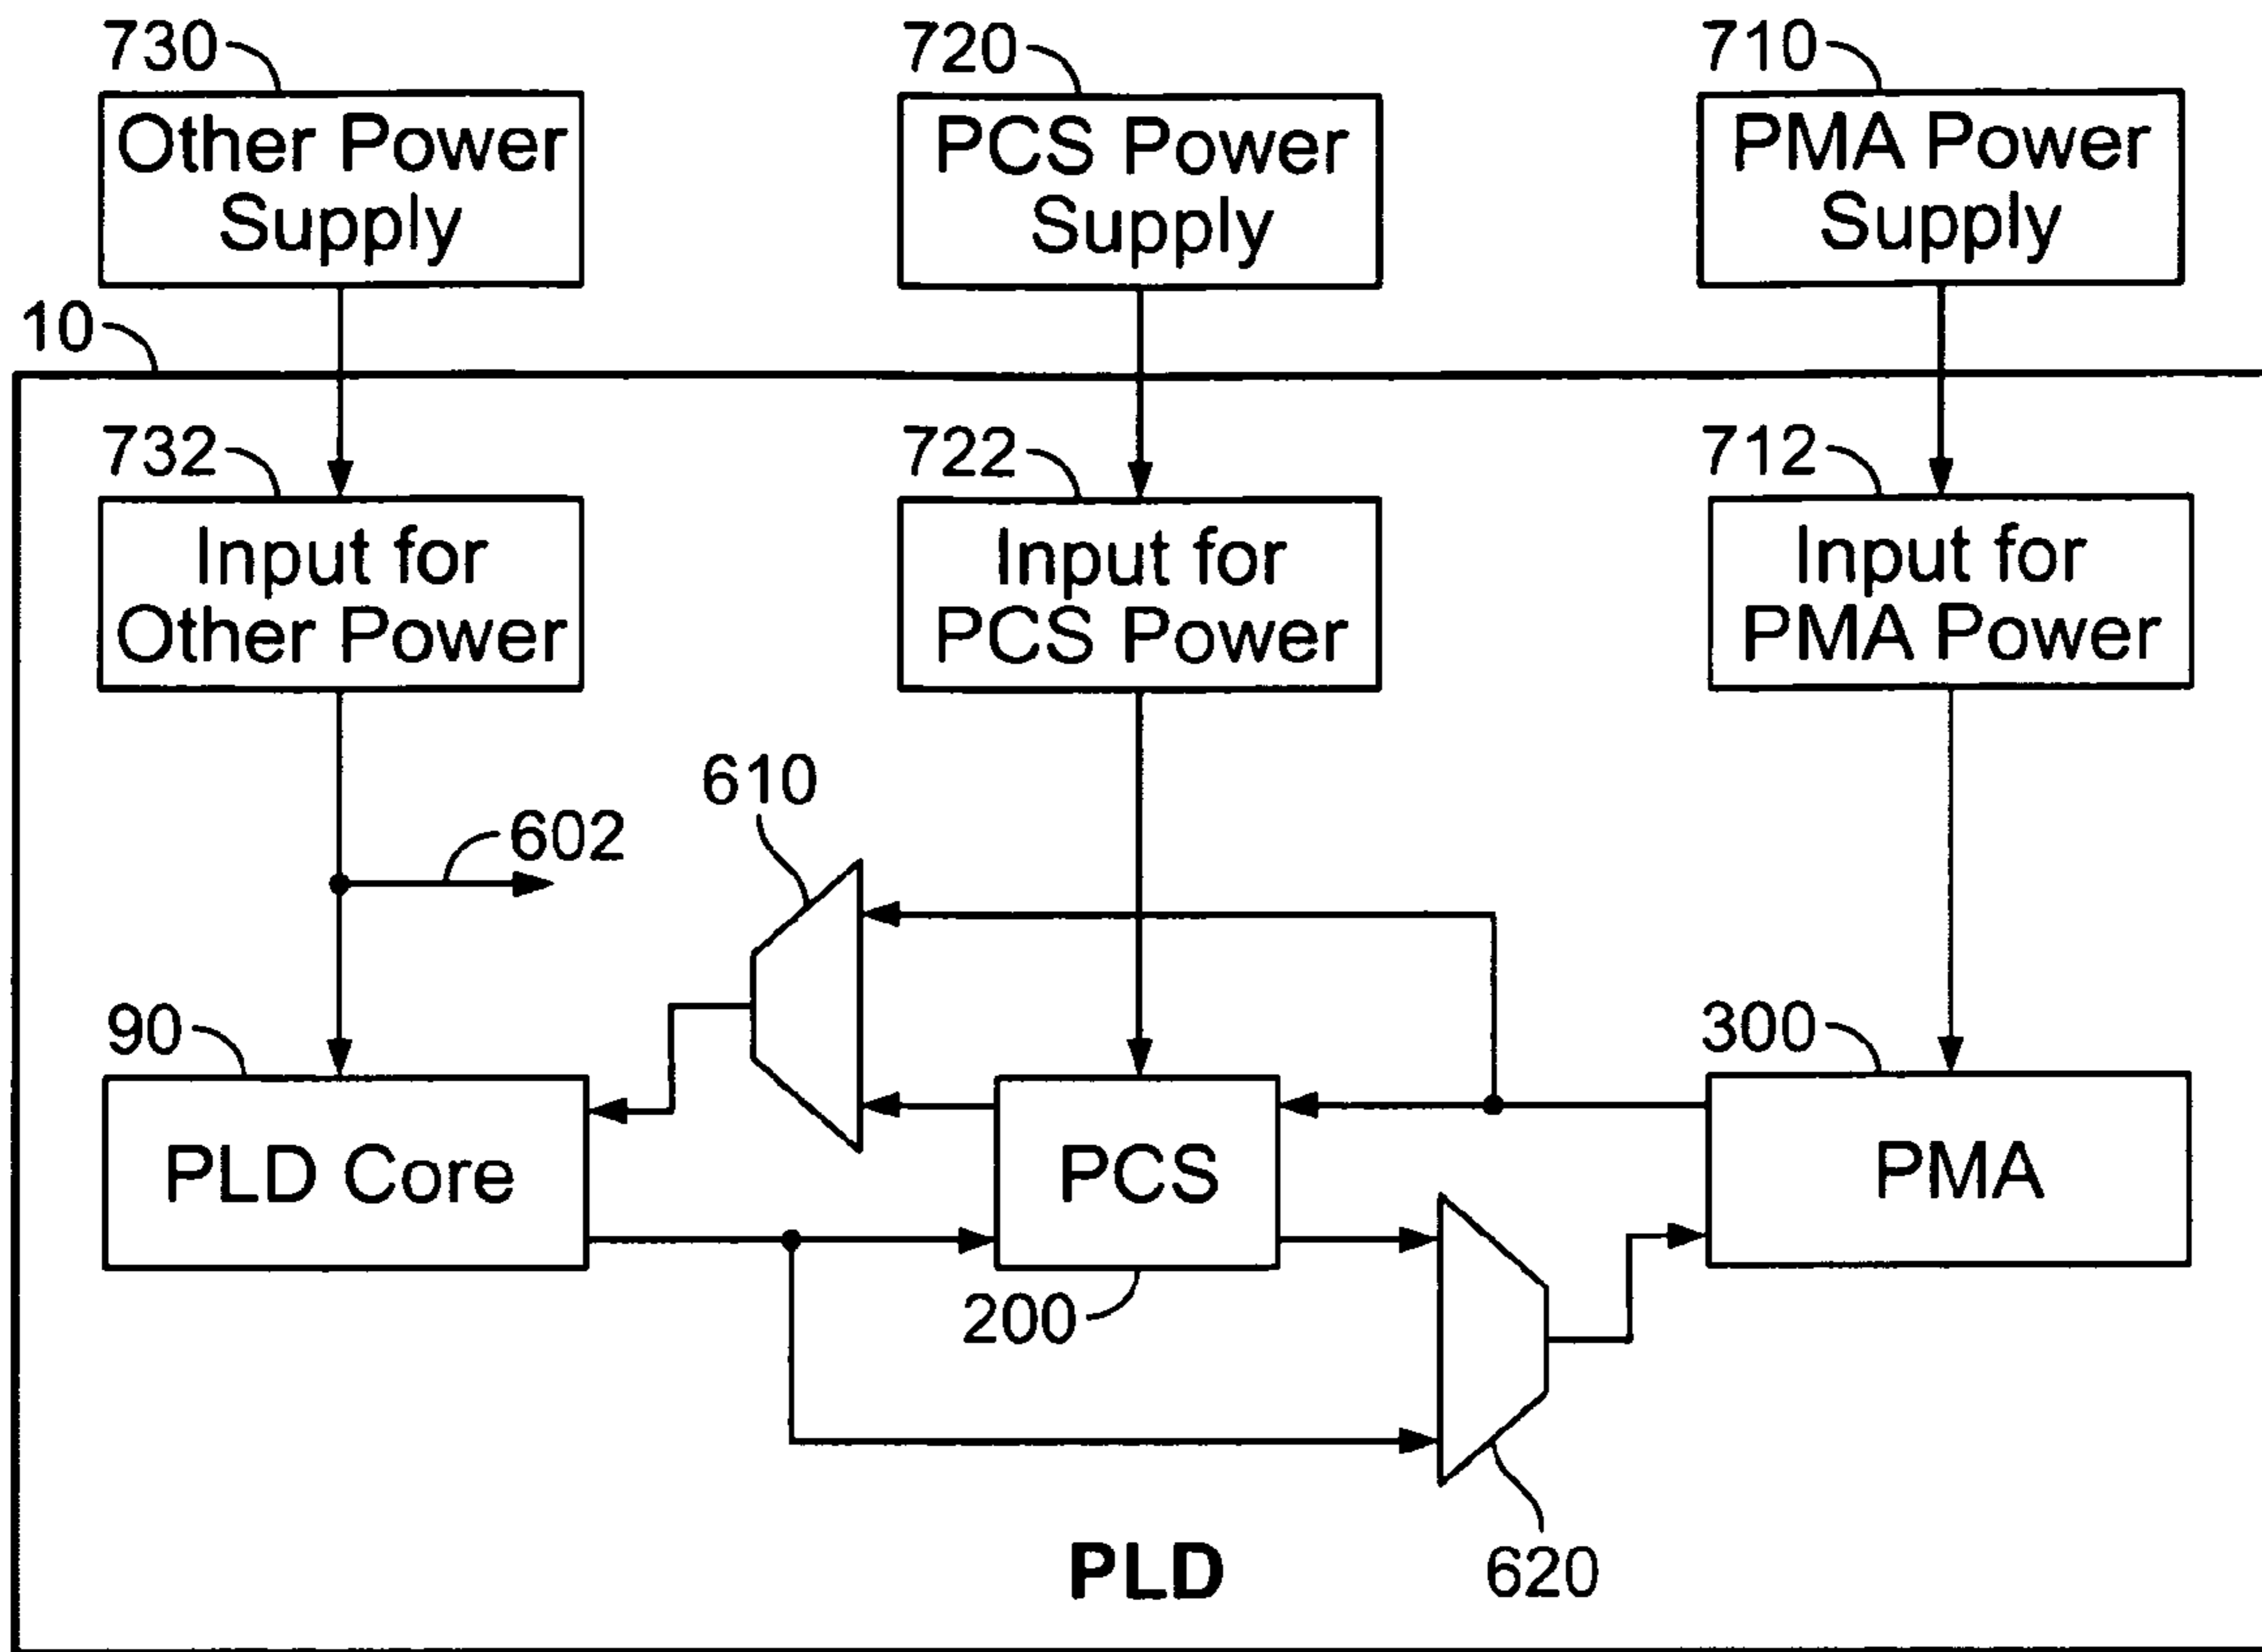 730
720
710
Other Power
Supply
PCS Power
Supply
PMA Power
Supply
10
732
722
712
Input for
Other Power
Input for
PCS Power
Input for
PMA Power
610
602
90
300
PLD Core
PCS
PMA
200
PLD
620